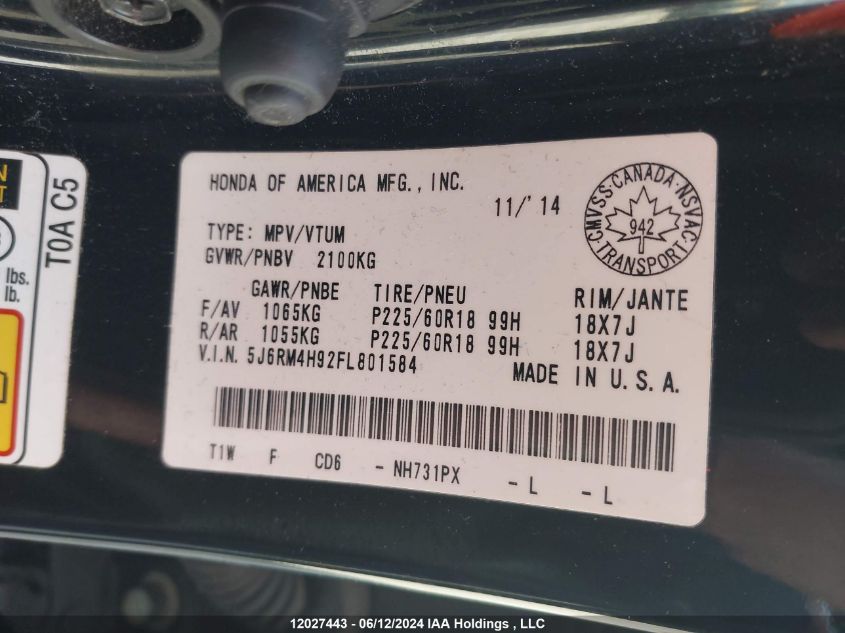 HONDA OF AMERICA MFG., INC.
11/'14
TYPE: MPV/VTUM
GVWR/PNBV 2100KG
GAWR/PNBE TIRE/PNEU RIM/JANTE
F/AV 1065KG P225/60R18 99H 18X7J
R/AR 1055KG P225/60R18 99H 18X7J
V.I.N. 5J6RM4H92FL801584
MADE IN U.S.A.
T1W F CD6 - NH731PX - L - L
CMVSS·CANADA·NSVAC
942
TRANSPORT
T0A C5
lbs.
lb.
12027443 - 06/12/2024 IAA Holdings , LLC